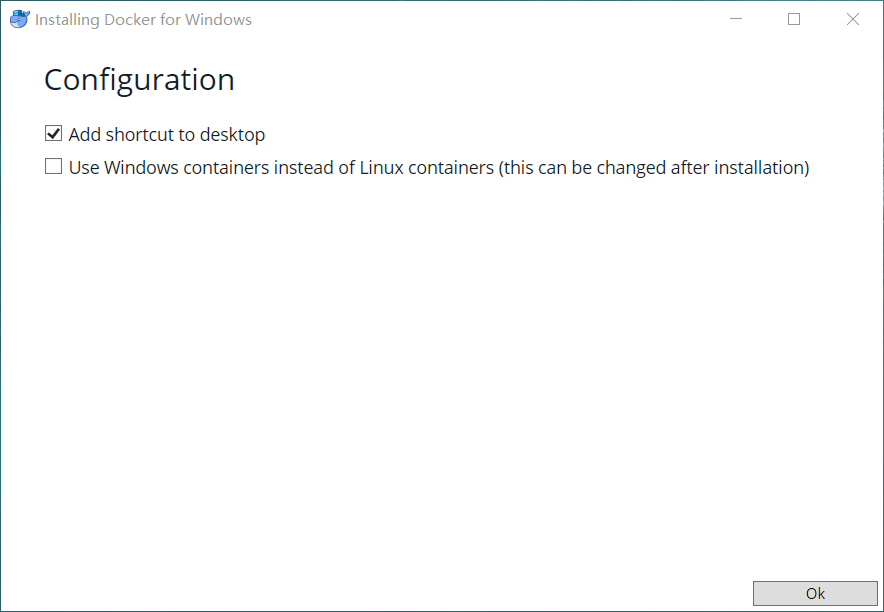 Installing Docker for Windows
Configuration
Add shortcut to desktop
Use Windows containers instead of Linux containers (this can be changed after installation)
Ok